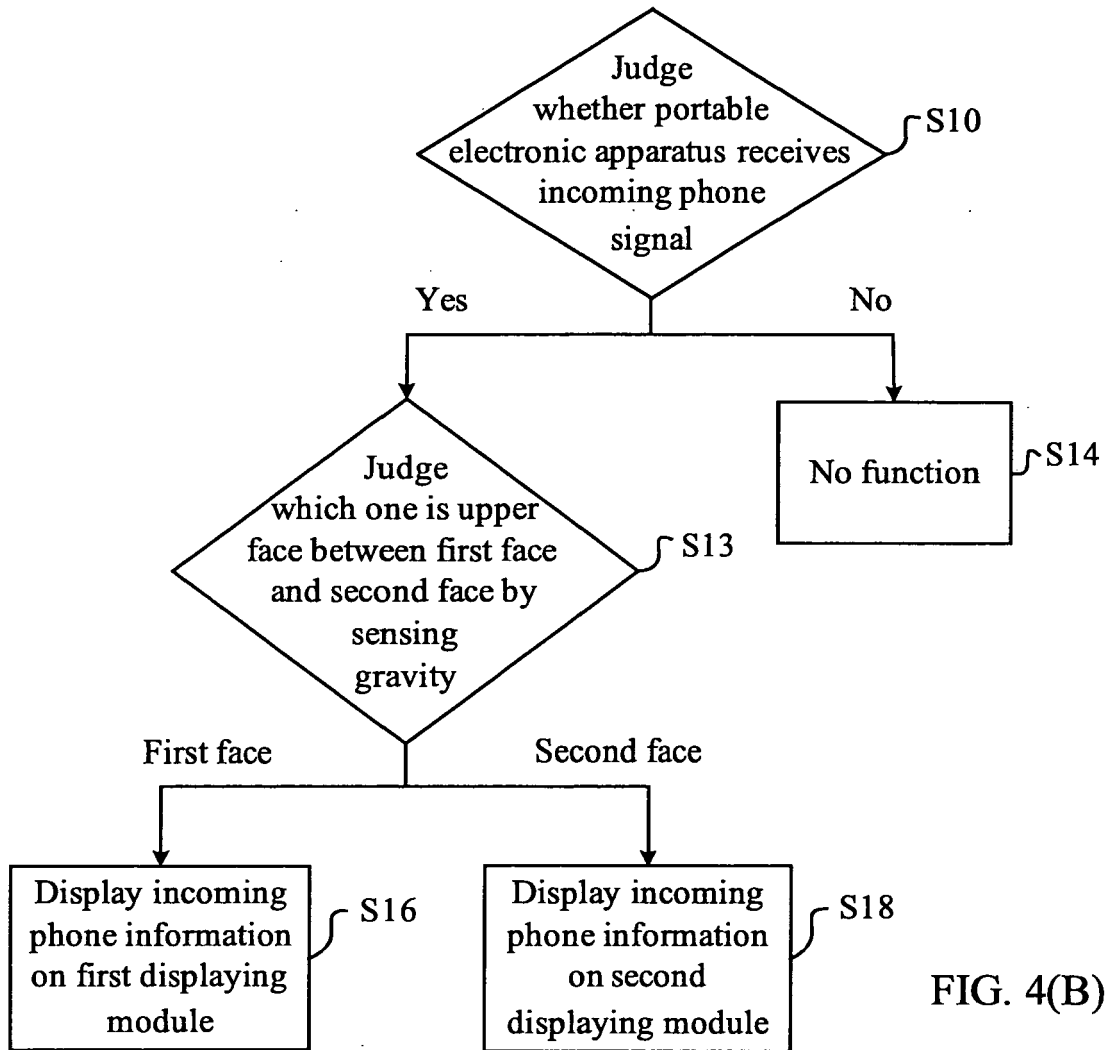 Judge
whether portable
electronic apparatus receives
incoming phone
signal
S10
Yes
No
Judge
which one is upper
face between first face
and second face by
sensing
gravity
S13
No function
S14
First face
Second face
Display incoming
phone information
on first displaying
module
S16
Display incoming
phone information
on second
displaying module
S18
FIG. 4(B)